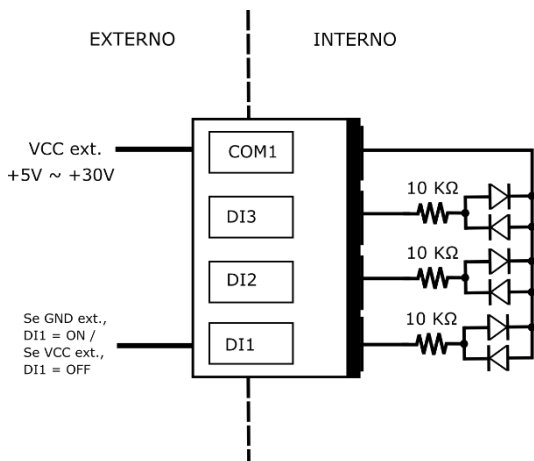 EXTERNO
INTERNO
VCC ext.
+5V ~ +30V
COM1
DI3
DI2
DI1
Se GND ext.,
DI1 = ON /
Se VCC ext.,
DI1 = OFF
10 KΩ
10 KΩ
10 KΩ